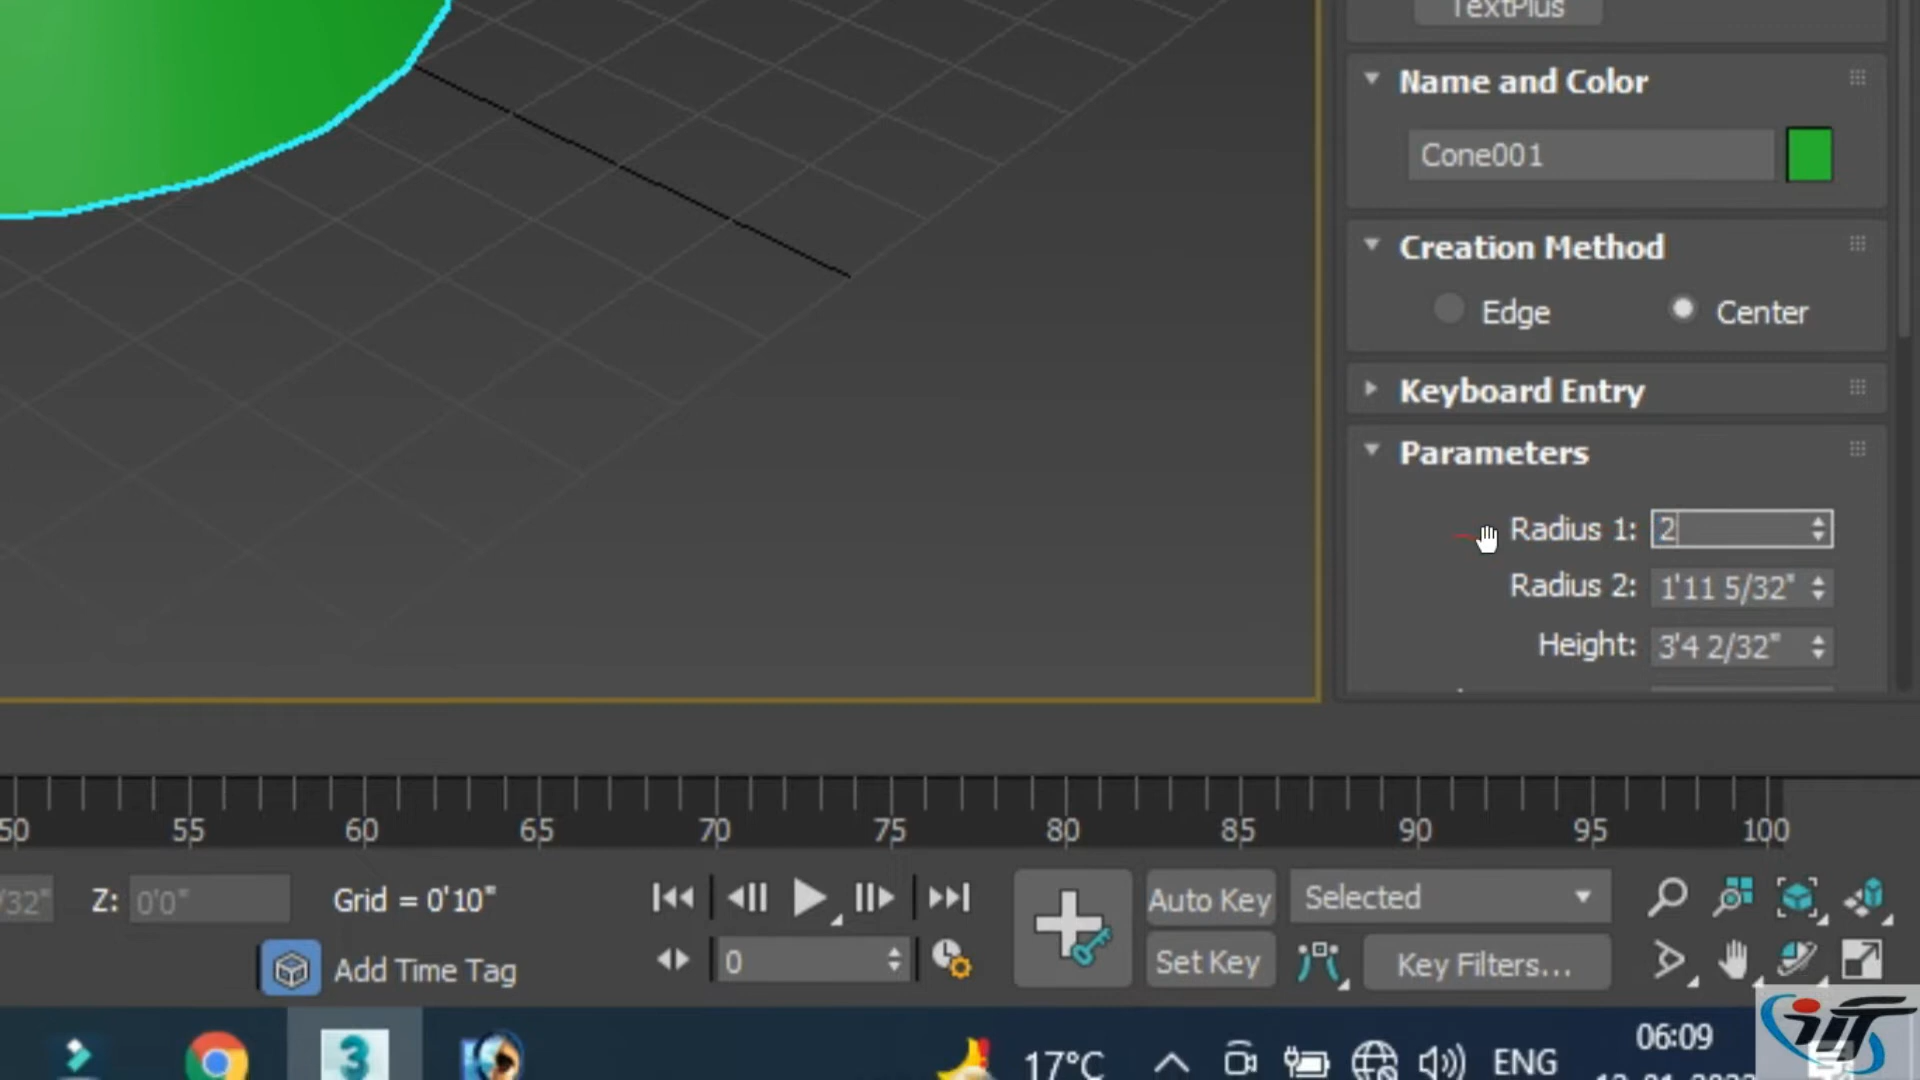 TextPlus
Name and Color
Cone001
Creation Method
Edge Center
Keyboard Entry
Parameters
Radius 1: 2
Radius 2: 1'11 5/32"
Height: 3'4 2/32"
50 55 60 65 70 75 80 85 90 95 100
/32" Z: 0'0" Grid = 0'10" Auto Key Selected
Add Time Tag 0 Set Key Key Filters...
3 17°C ENG 06:09
iJT